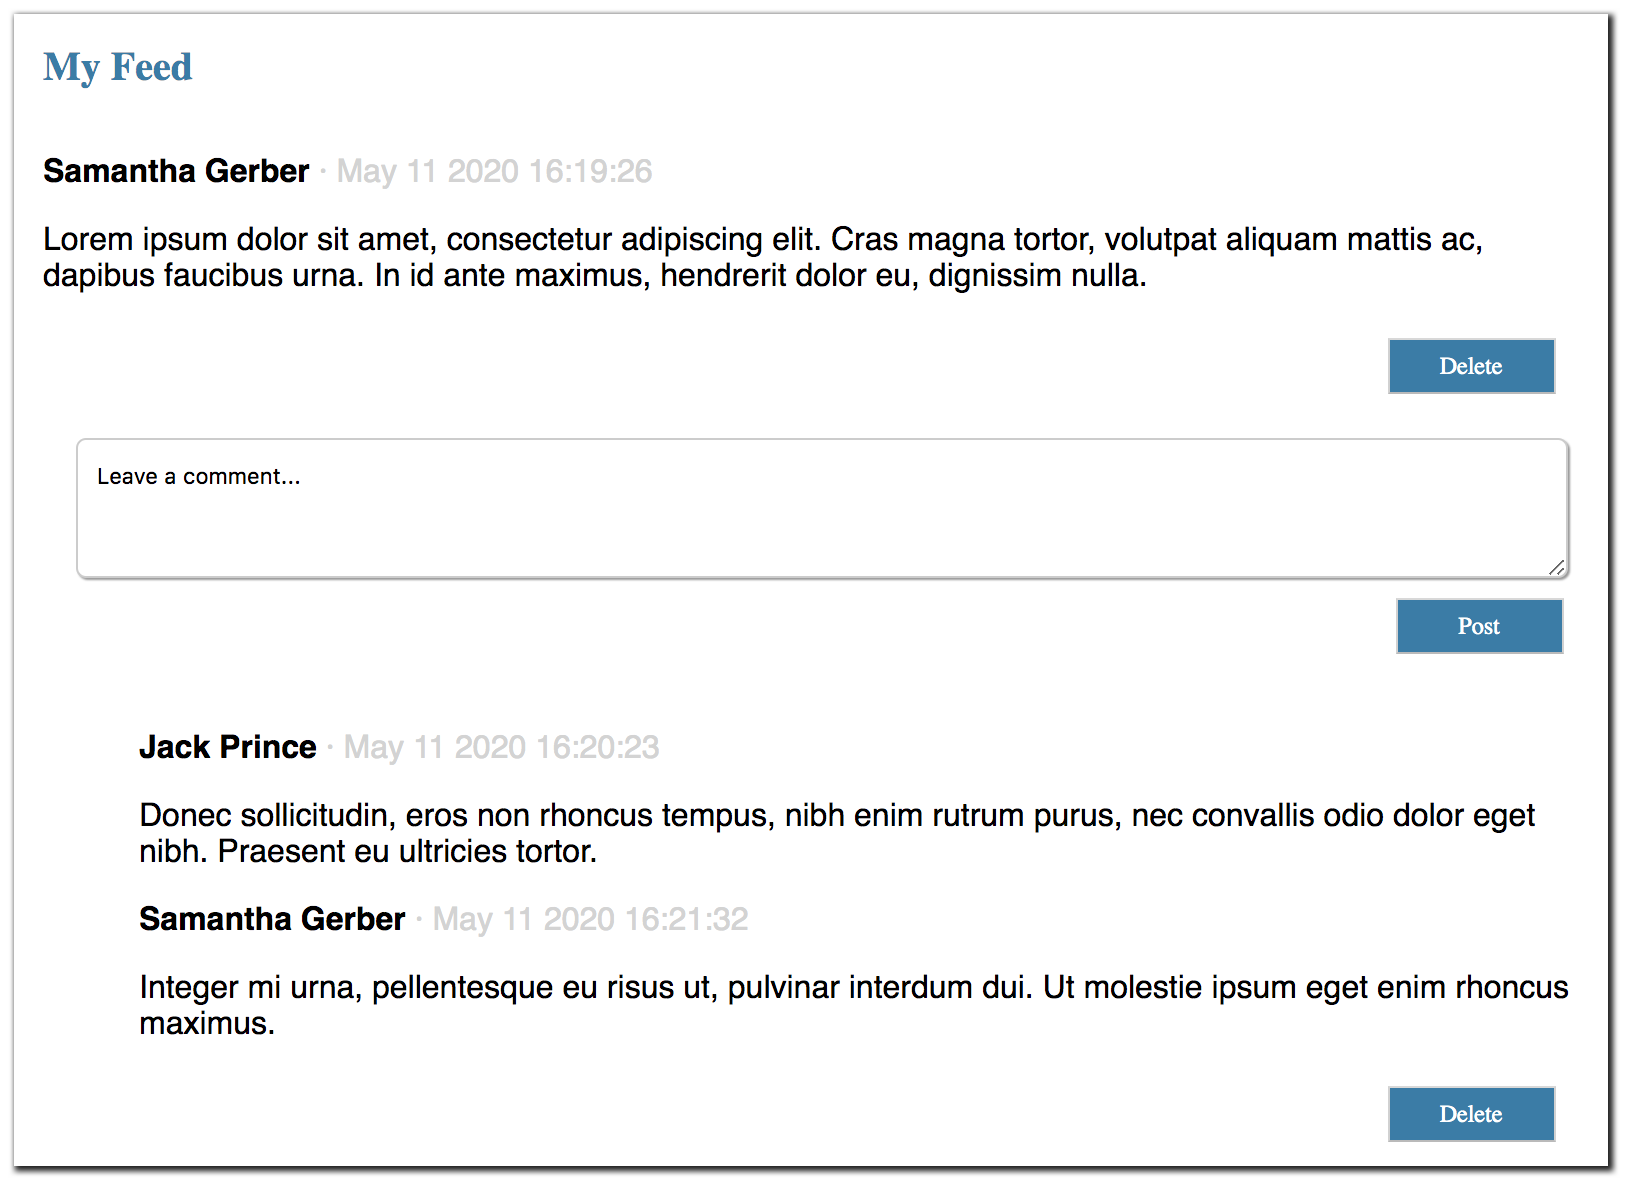 My Feed
Samantha Gerber · May 11 2020 16:19:26
Lorem ipsum dolor sit amet, consectetur adipiscing elit. Cras magna tortor, volutpat aliquam mattis ac,
dapibus faucibus urna. In id ante maximus, hendrerit dolor eu, dignissim nulla.
Delete
Leave a comment...
Post
Jack Prince · May 11 2020 16:20:23
Donec sollicitudin, eros non rhoncus tempus, nibh enim rutrum purus, nec convallis odio dolor eget
nibh. Praesent eu ultricies tortor.
Samantha Gerber · May 11 2020 16:21:32
Integer mi urna, pellentesque eu risus ut, pulvinar interdum dui. Ut molestie ipsum eget enim rhoncus
maximus.
Delete